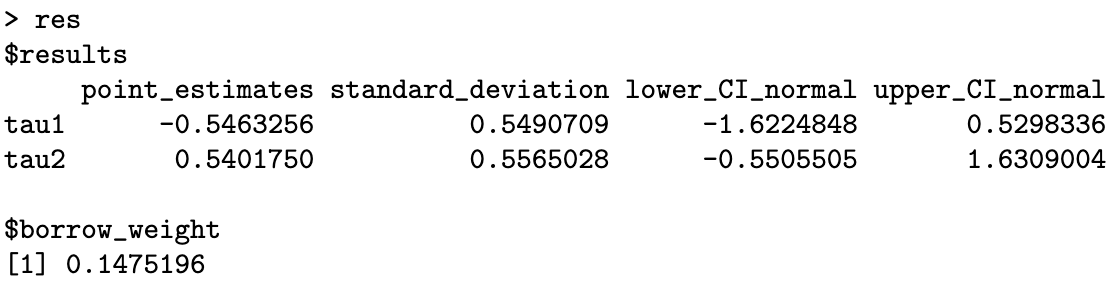 > res
$results
     point_estimates standard_deviation lower_CI_normal upper_CI_normal
tau1      -0.5463256          0.5490709      -1.6224848       0.5298336
tau2       0.5401750          0.5565028      -0.5505505       1.6309004

$borrow_weight
[1] 0.1475196